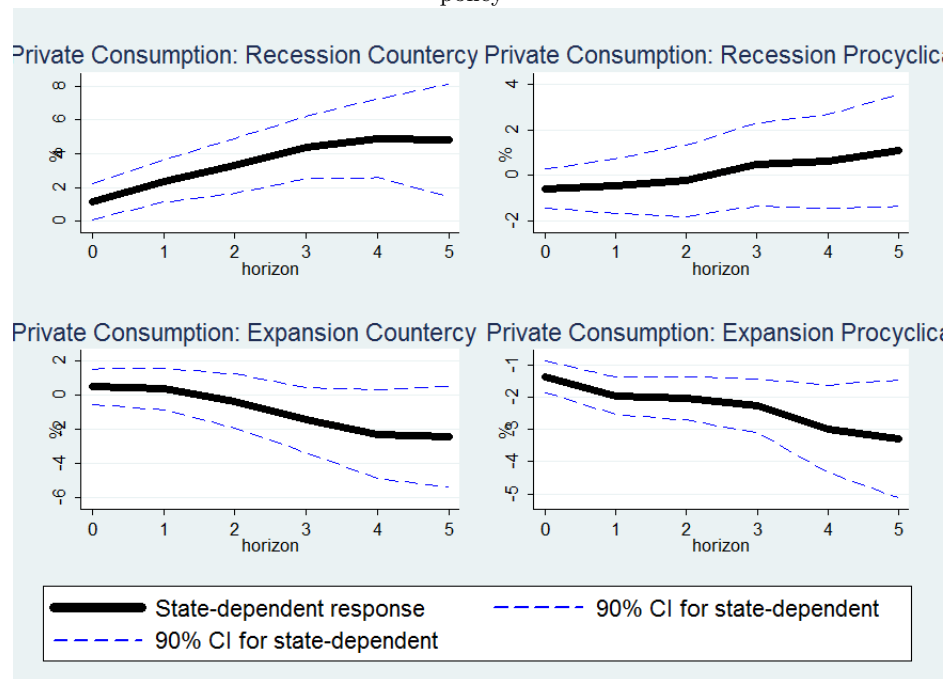 policy
Private Consumption: Recession Countercy
8
6
4
2
0
%
0 1 2 3 4 5
horizon
Private Consumption: Recession Procyclica
4
2
0
-2
%
0 1 2 3 4 5
horizon
Private Consumption: Expansion Countercy
2
0
-2
-4
-6
%
0 1 2 3 4 5
horizon
Private Consumption: Expansion Procyclica
-1
-2
-3
-4
-5
%
0 1 2 3 4 5
horizon
State-dependent response
90% CI for state-dependent
90% CI for state-dependent